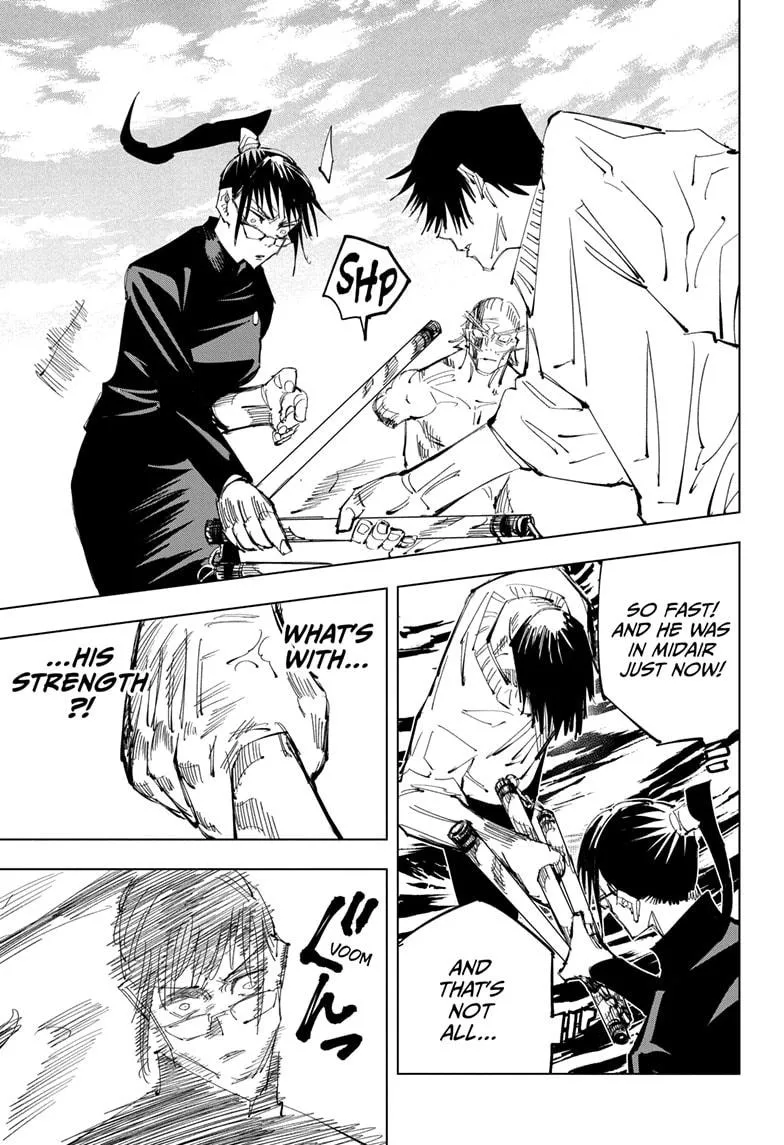 SHP
SO FAST!
AND HE WAS
IN MIDAIR
JUST NOW!
AND
THAT'S
NOT
ALL...
WHAT'S
WITH...
...HIS
STRENGTH
?!
ぐんっ
VOOM